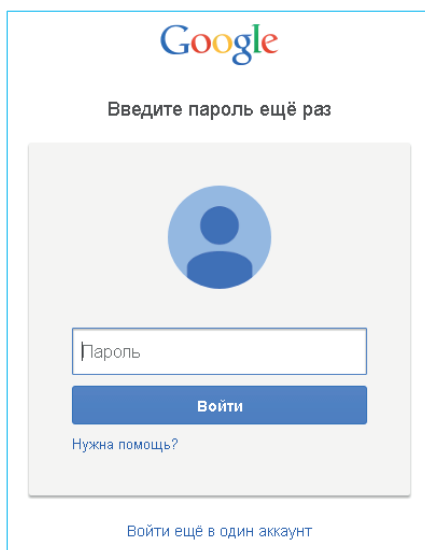 Google
Введите пароль ещё раз
Пароль
Войти
Нужна помощь?
Войти ещё в один аккаунт